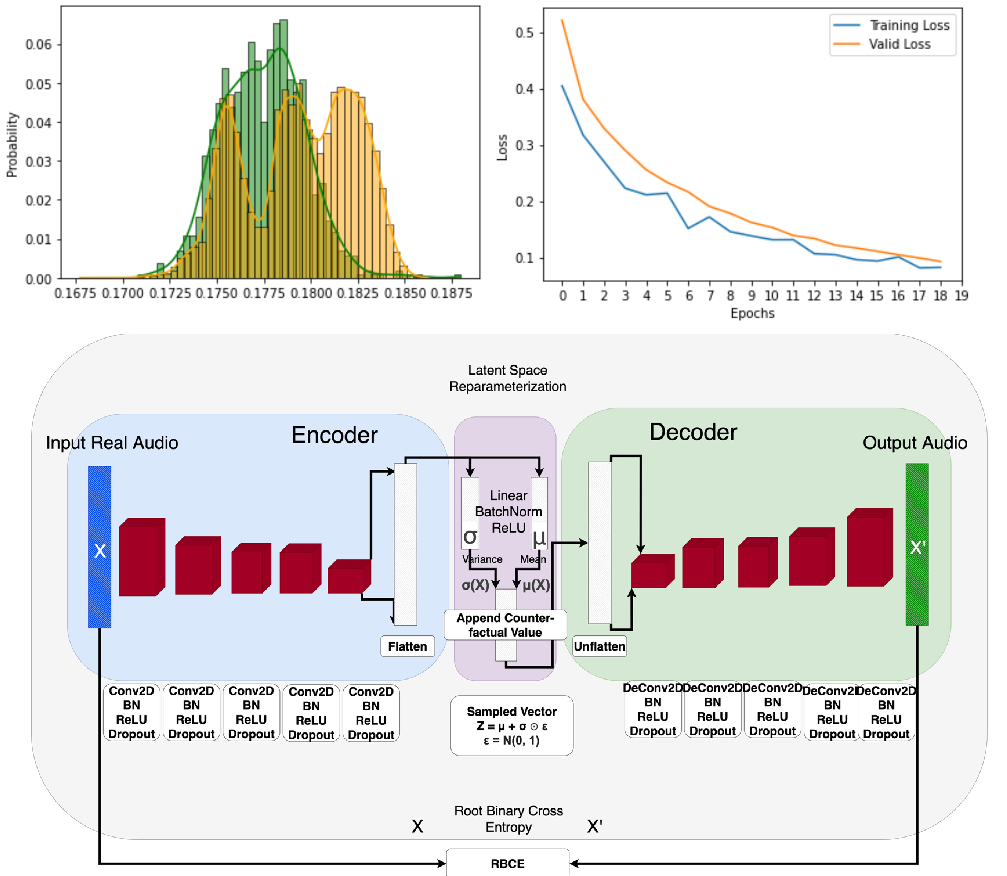 0.06
0.05
0.04
0.03
0.02
0.01
0.00
Probability
0.1675 0.1700 0.1725 0.1750 0.1775 0.1800 0.1825 0.1850 0.1875
0.5
0.4
0.3
0.2
0.1
Loss
Training Loss
Valid Loss
0 1 2 3 4 5 6 7 8 9 10 11 12 13 14 15 16 17 18 19
Epochs
Latent Space
Reparameterization
Input Real Audio
Encoder
Decoder
Output Audio
X
Linear
BatchNorm
ReLU
σ
μ
Variance
Mean
σ(X)
μ(X)
Append Counter-
factual Value
X'
Flatten
Unflatten
Conv2D
BN
ReLU
Dropout
Conv2D
BN
ReLU
Dropout
Conv2D
BN
ReLU
Dropout
Conv2D
BN
ReLU
Dropout
Conv2D
BN
ReLU
Dropout
Sampled Vector
Z = μ + σ ⊙ ε
ε = N(0, 1)
DeConv2D
BN
ReLU
Dropout
DeConv2D
BN
ReLU
Dropout
DeConv2D
BN
ReLU
Dropout
DeConv2D
BN
ReLU
Dropout
DeConv2D
BN
ReLU
Dropout
X
Root Binary Cross
Entropy
X'
RBCE